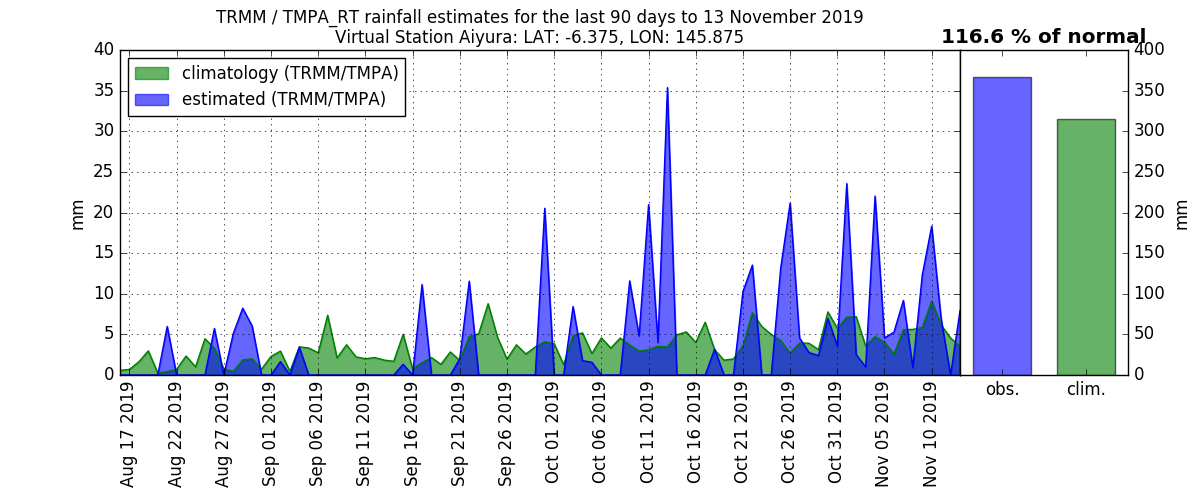 TRMM / TMPA_RT rainfall estimates for the last 90 days to 13 November 2019
Virtual Station Aiyura: LAT: -6.375, LON: 145.875
116.6 % of normal
climatology (TRMM/TMPA)
estimated (TRMM/TMPA)
40
35
30
25
20
15
10
5
0
mm
400
350
300
250
200
150
100
50
0
mm
Aug 17 2019
Aug 22 2019
Aug 27 2019
Sep 01 2019
Sep 06 2019
Sep 11 2019
Sep 16 2019
Sep 21 2019
Sep 26 2019
Oct 01 2019
Oct 06 2019
Oct 11 2019
Oct 16 2019
Oct 21 2019
Oct 26 2019
Oct 31 2019
Nov 05 2019
Nov 10 2019
obs.
clim.